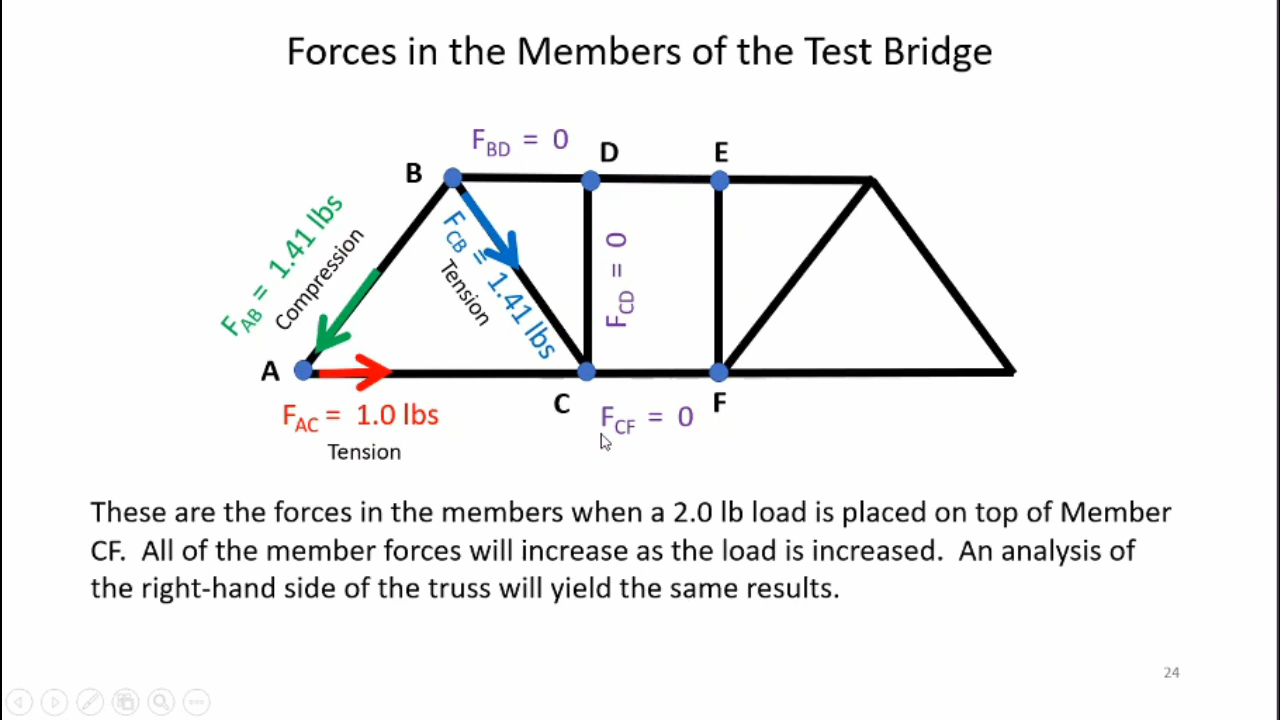 Forces in the Members of the Test Bridge
F_BD = 0
B
D
E
F_AB = 1.41 lbs
Compression
F_CB = 1.41 lbs
Tension
F_CD = 0
A
C
F
F_AC = 1.0 lbs
Tension
F_CF = 0
These are the forces in the members when a 2.0 lb load is placed on top of Member
CF. All of the member forces will increase as the load is increased. An analysis of
the right-hand side of the truss will yield the same results.
24